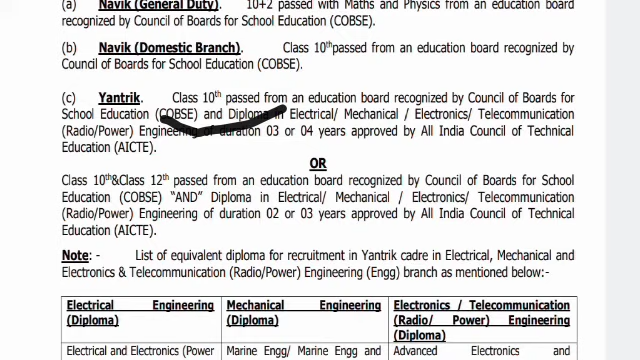 (a) Navik (General Duty). 10+2 passed with Maths and Physics from an education board
recognized by Council of Boards for School Education (COBSE).
(b) Navik (Domestic Branch). Class 10thpassed from an education board recognized by
Council of Boards for School Education (COBSE).
(c) Yantrik. Class 10th passed from an education board recognized by Council of Boards for
School Education (COBSE) and Diploma in Electrical/ Mechanical / Electronics/ Telecommunication
(Radio/Power) Engineering of duration 03 or 04 years approved by All India Council of Technical
Education (AICTE).
OR
Class 10th&Class 12th passed from an education board recognized by Council of Boards for School
Education (COBSE) "AND" Diploma in Electrical/ Mechanical / Electronics/ Telecommunication
(Radio/Power) Engineering of duration 02 or 03 years approved by All India Council of Technical
Education (AICTE).
Note: - List of equivalent diploma for recruitment in Yantrik cadre in Electrical, Mechanical and
Electronics & Telecommunication (Radio/Power) Engineering (Engg) branch as mentioned below:-
Electrical Engineering (Diploma)
Mechanical Engineering (Diploma)
Electronics / Telecommunication (Radio/ Power) Engineering (Diploma)
Electrical and Electronics (Power
Marine Engg/ Marine Engg and
Advanced Electronics and